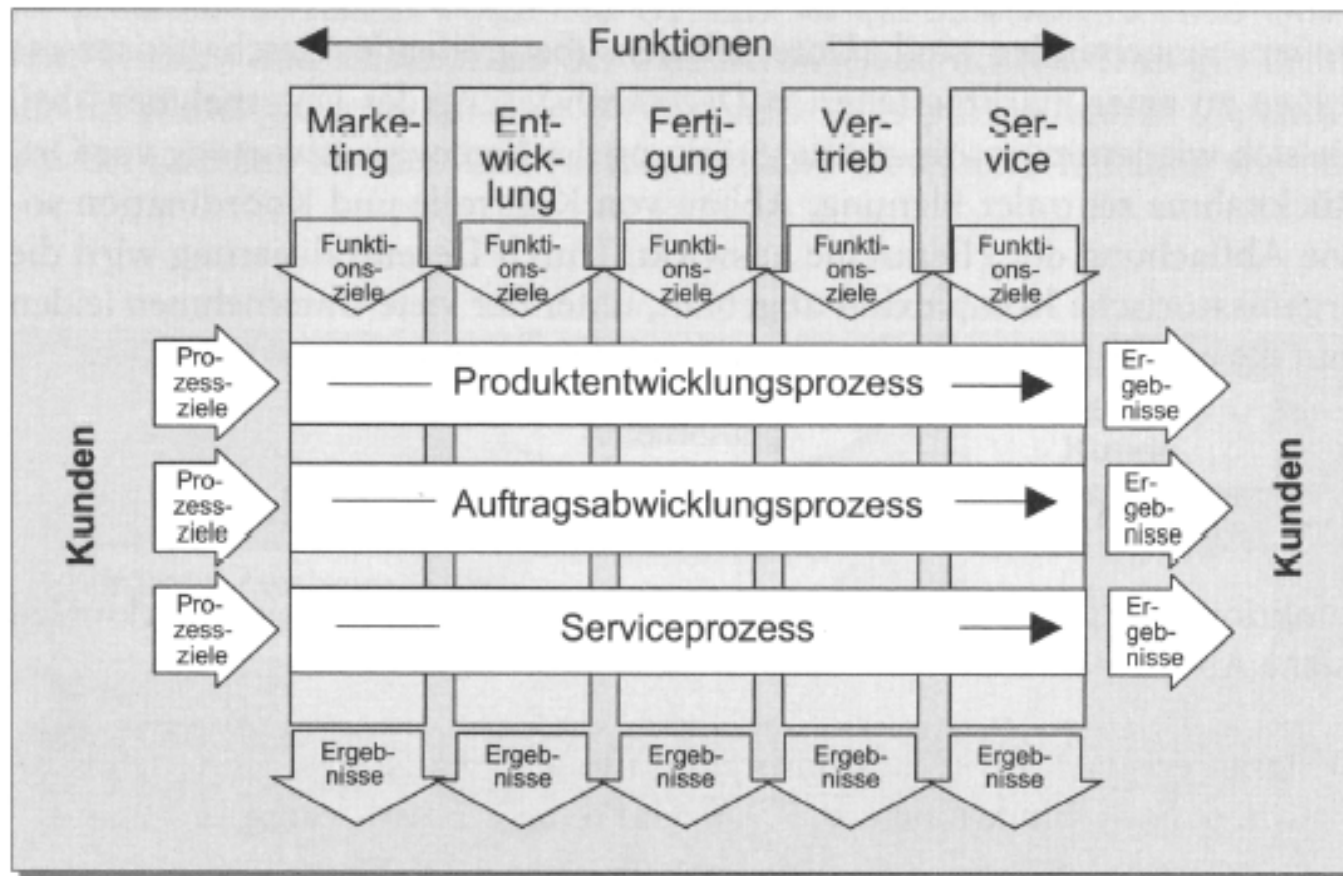 Funktionen
Marke-
ting
Ent-
wick-
lung
Ferti-
gung
Ver-
trieb
Ser-
vice
Funkti-
ons-
ziele
Funkti-
ons-
ziele
Funkti-
ons-
ziele
Funkti-
ons-
ziele
Funkti-
ons-
ziele
Kunden
Pro-
zess-
ziele
Produktentwicklungsprozess
Er-
geb-
nisse
Pro-
zess-
ziele
Auftragsabwicklungsprozess
Er-
geb-
nisse
Pro-
zess-
ziele
Serviceprozess
Er-
geb-
nisse
Kunden
Ergeb-
nisse
Ergeb-
nisse
Ergeb-
nisse
Ergeb-
nisse
Ergeb-
nisse